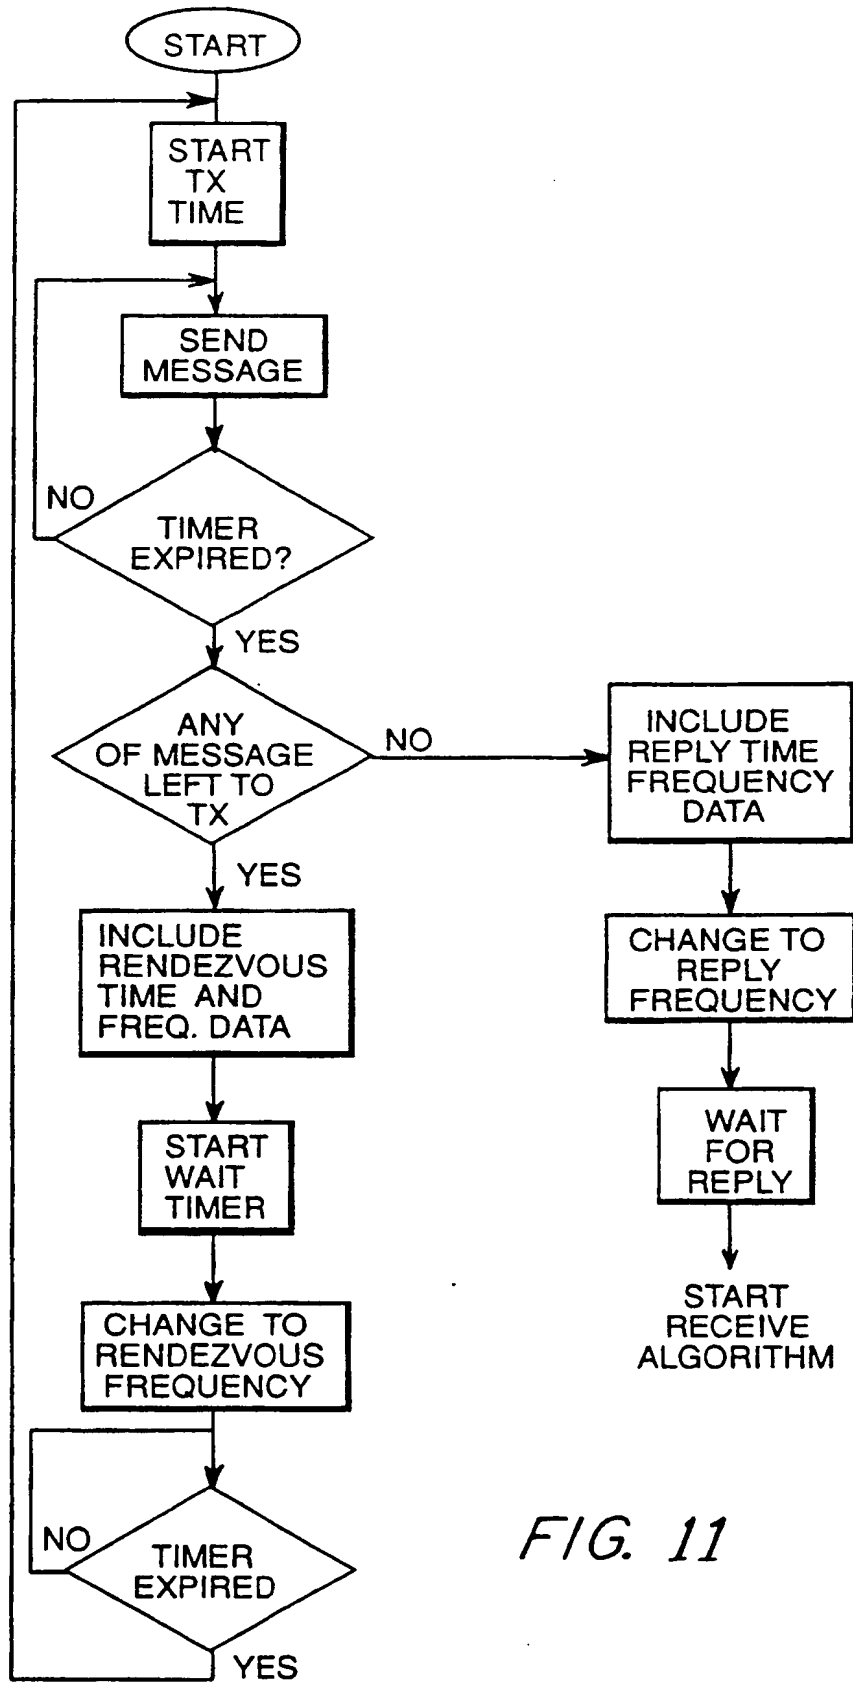 START
START
TX
TIME
SEND
MESSAGE
NO
TIMER
EXPIRED?
YES
ANY
OF MESSAGE
LEFT TO
TX
NO
YES
INCLUDE
REPLY TIME
FREQUENCY
DATA
INCLUDE
RENDEZVOUS
TIME AND
FREQ. DATA
CHANGE TO
REPLY
FREQUENCY
START
WAIT
TIMER
WAIT
FOR
REPLY
CHANGE TO
RENDEZVOUS
FREQUENCY
START
RECEIVE
ALGORITHM
NO
TIMER
EXPIRED
YES
FIG. 11